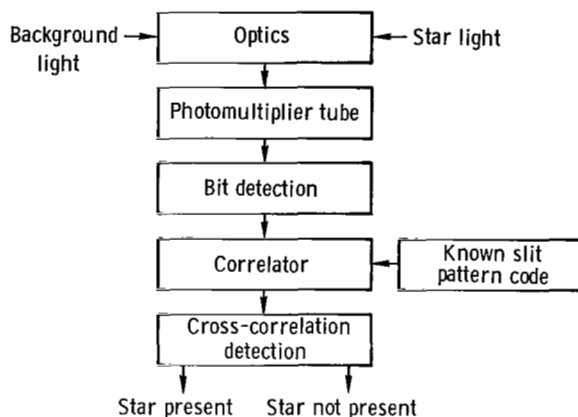 Background
light
Optics
Star light
Photomultiplier tube
Bit detection
Correlator
Known slit
pattern code
Cross-correlation
detection
Star present
Star not present